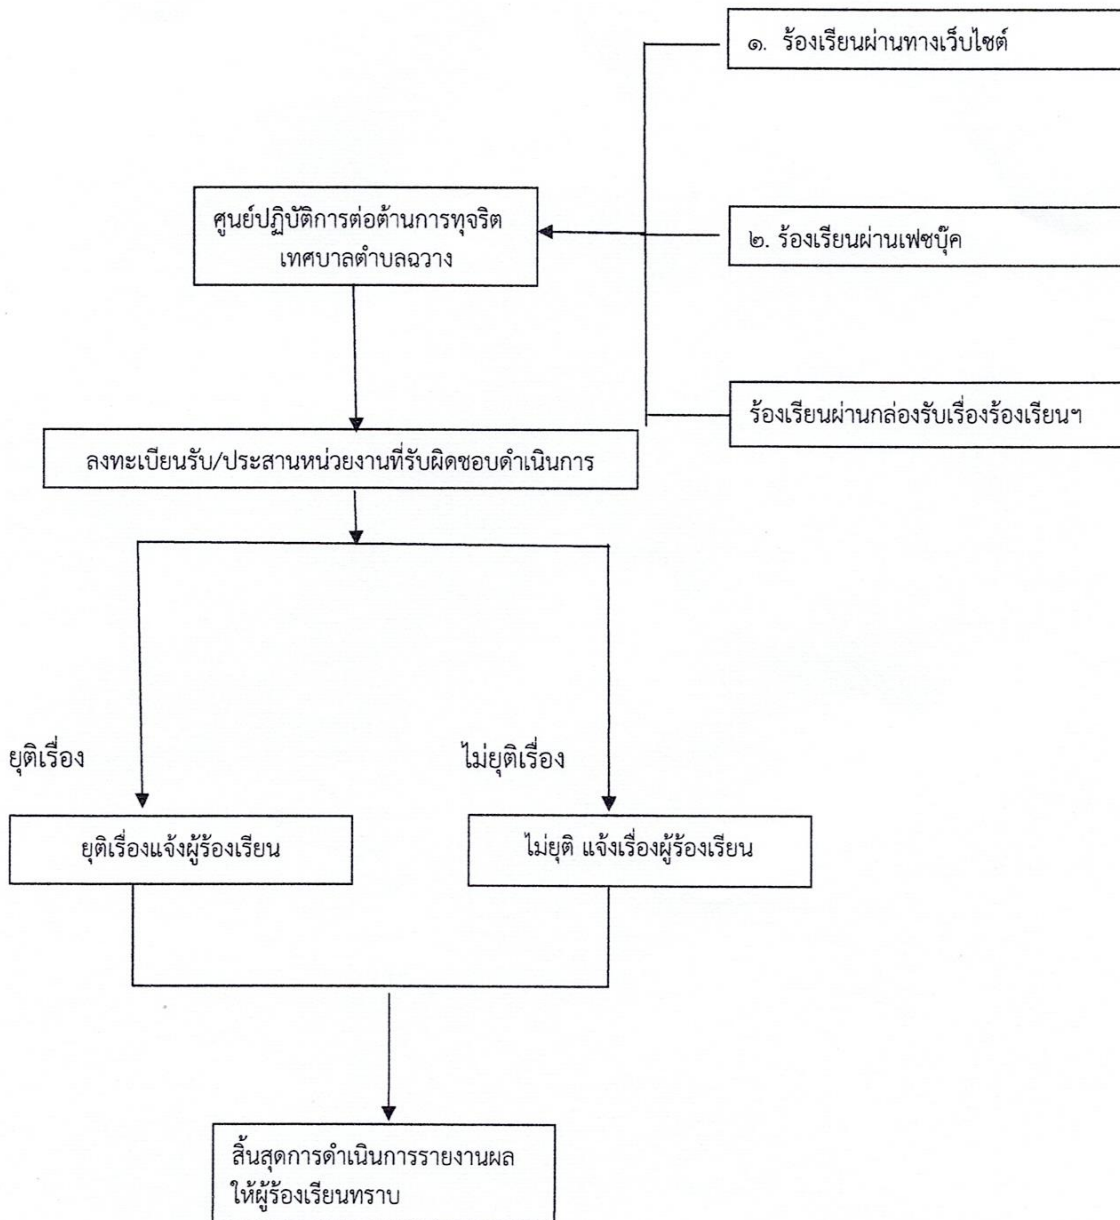 ๑. ร้องเรียนผ่านทางเว็บไซต์
ศูนย์ปฏิบัติการต่อต้านการทุจริต
เทศบาลตำบลฉวาง
๒. ร้องเรียนผ่านเฟซบุ๊ค
ร้องเรียนผ่านกล่องรับเรื่องร้องเรียนฯ
ลงทะเบียนรับ/ประสานหน่วยงานที่รับผิดชอบดำเนินการ
ยุติเรื่อง
ไม่ยุติเรื่อง
ยุติเรื่องแจ้งผู้ร้องเรียน
ไม่ยุติ แจ้งเรื่องผู้ร้องเรียน
สิ้นสุดการดำเนินการรายงานผล
ให้ผู้ร้องเรียนทราบ